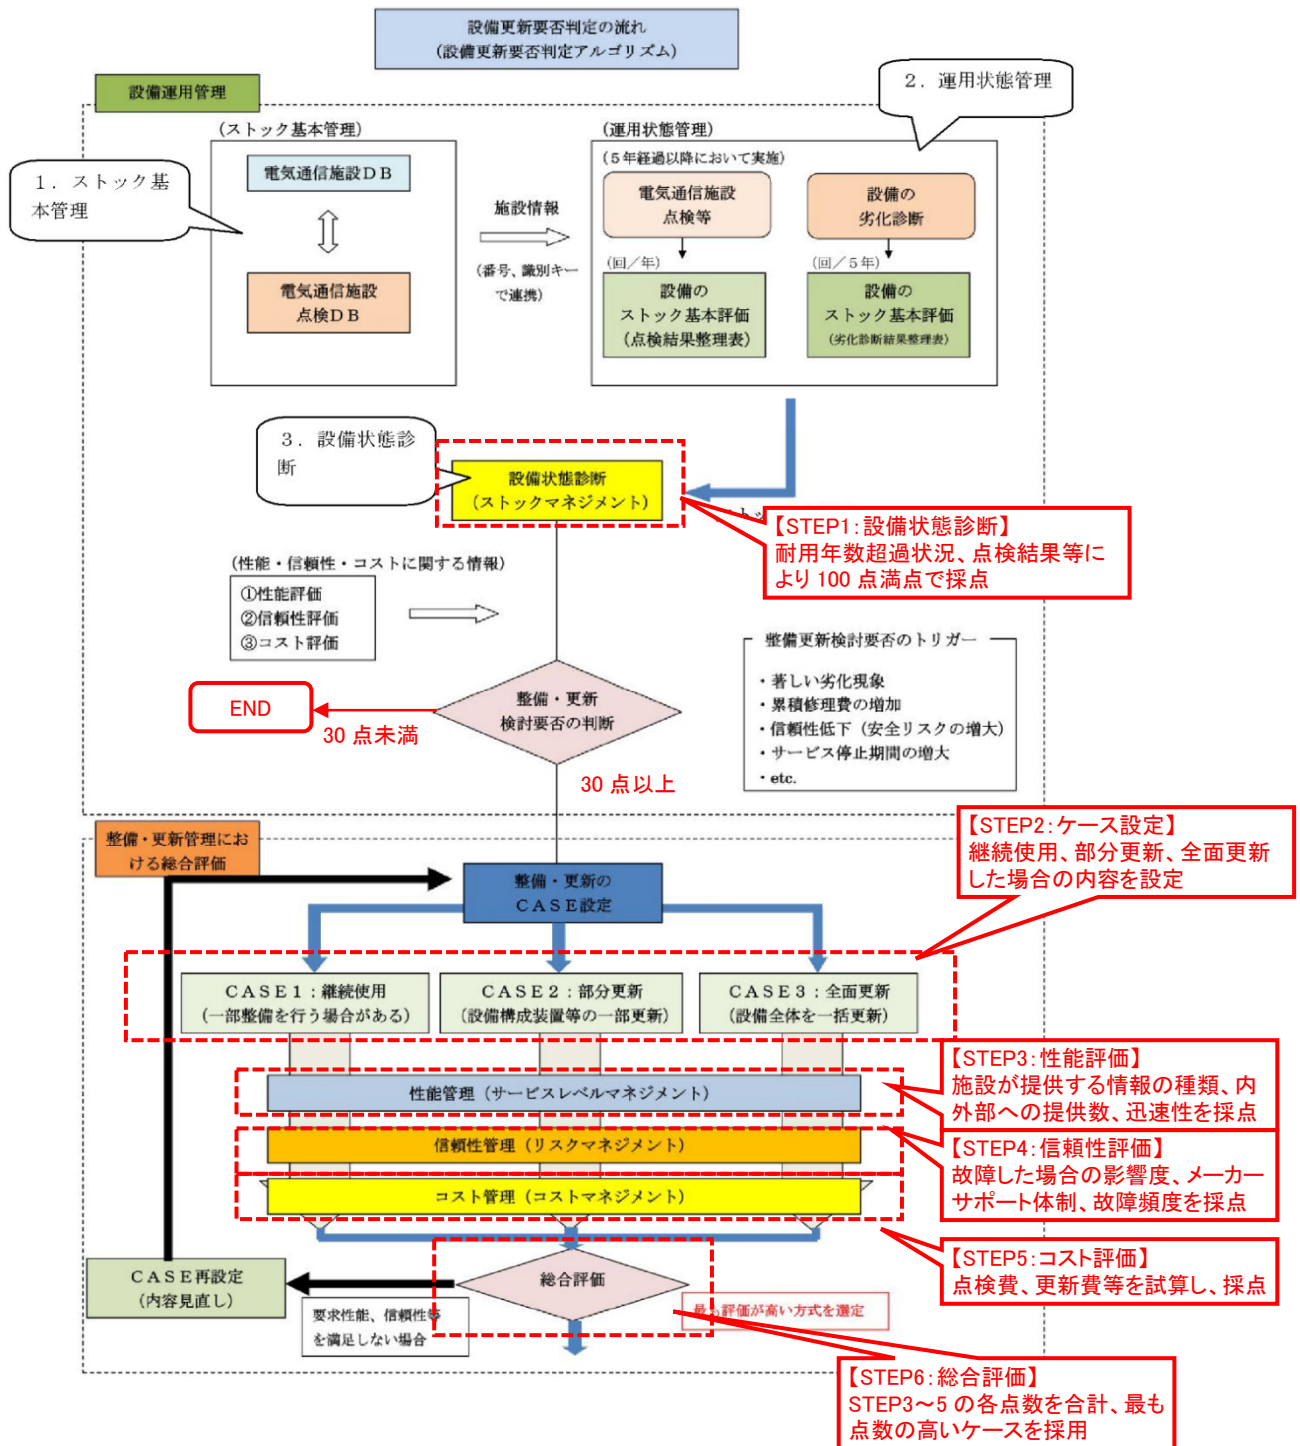 設備更新要否判定の流れ
(設備更新要否判定アルゴリズム)
設備運用管理
2．運用状態管理
(ストック基本管理)
(運用状態管理)
1．ストック基
本管理
電気通信施設DB
電気通信施設
点検DB
施設情報
(番号、識別キー
で連携)
(5年経過以降において実施)
電気通信施設
点検等
設備の
劣化診断
(回／年)
(回／5年)
設備の
ストック基本評価
(点検結果整理表)
設備の
ストック基本評価
(劣化診断結果整理表)
3．設備状態診
断
設備状態診断
(ストックマネジメント)
【STEP1:設備状態診断】
耐用年数超過状況、点検結果等に
より100点満点で採点
(性能・信頼性・コストに関する情報)
①性能評価
②信頼性評価
③コスト評価
整備更新検討要否のトリガー
・著しい劣化現象
・累積修理費の増加
・信頼性低下（安全リスクの増大）
・サービス停止期間の増大
・etc.
整備・更新
検討要否の判断
END
30点未満
30点以上
整備・更新管理にお
ける総合評価
【STEP2:ケース設定】
継続使用、部分更新、全面更新
した場合の内容を設定
整備・更新の
CASE設定
CASE1：継続使用
(一部整備を行う場合がある)
CASE2：部分更新
(設備構成装置等の一部更新)
CASE3：全面更新
(設備全体を一括更新)
【STEP3:性能評価】
施設が提供する情報の種類、内
外部への提供数、迅速性を採点
性能管理（サービスレベルマネジメント）
信頼性管理（リスクマネジメント）
【STEP4:信頼性評価】
故障した場合の影響度、メーカー
サポート体制、故障頻度を採点
コスト管理（コストマネジメント）
【STEP5:コスト評価】
点検費、更新費等を試算し、採点
CASE再設定
(内容見直し)
総合評価
要求性能、信頼性等
を満足しない場合
最も評価が高い方式を選定
【STEP6:総合評価】
STEP3～5の各点数を合計、最も
点数の高いケースを採用